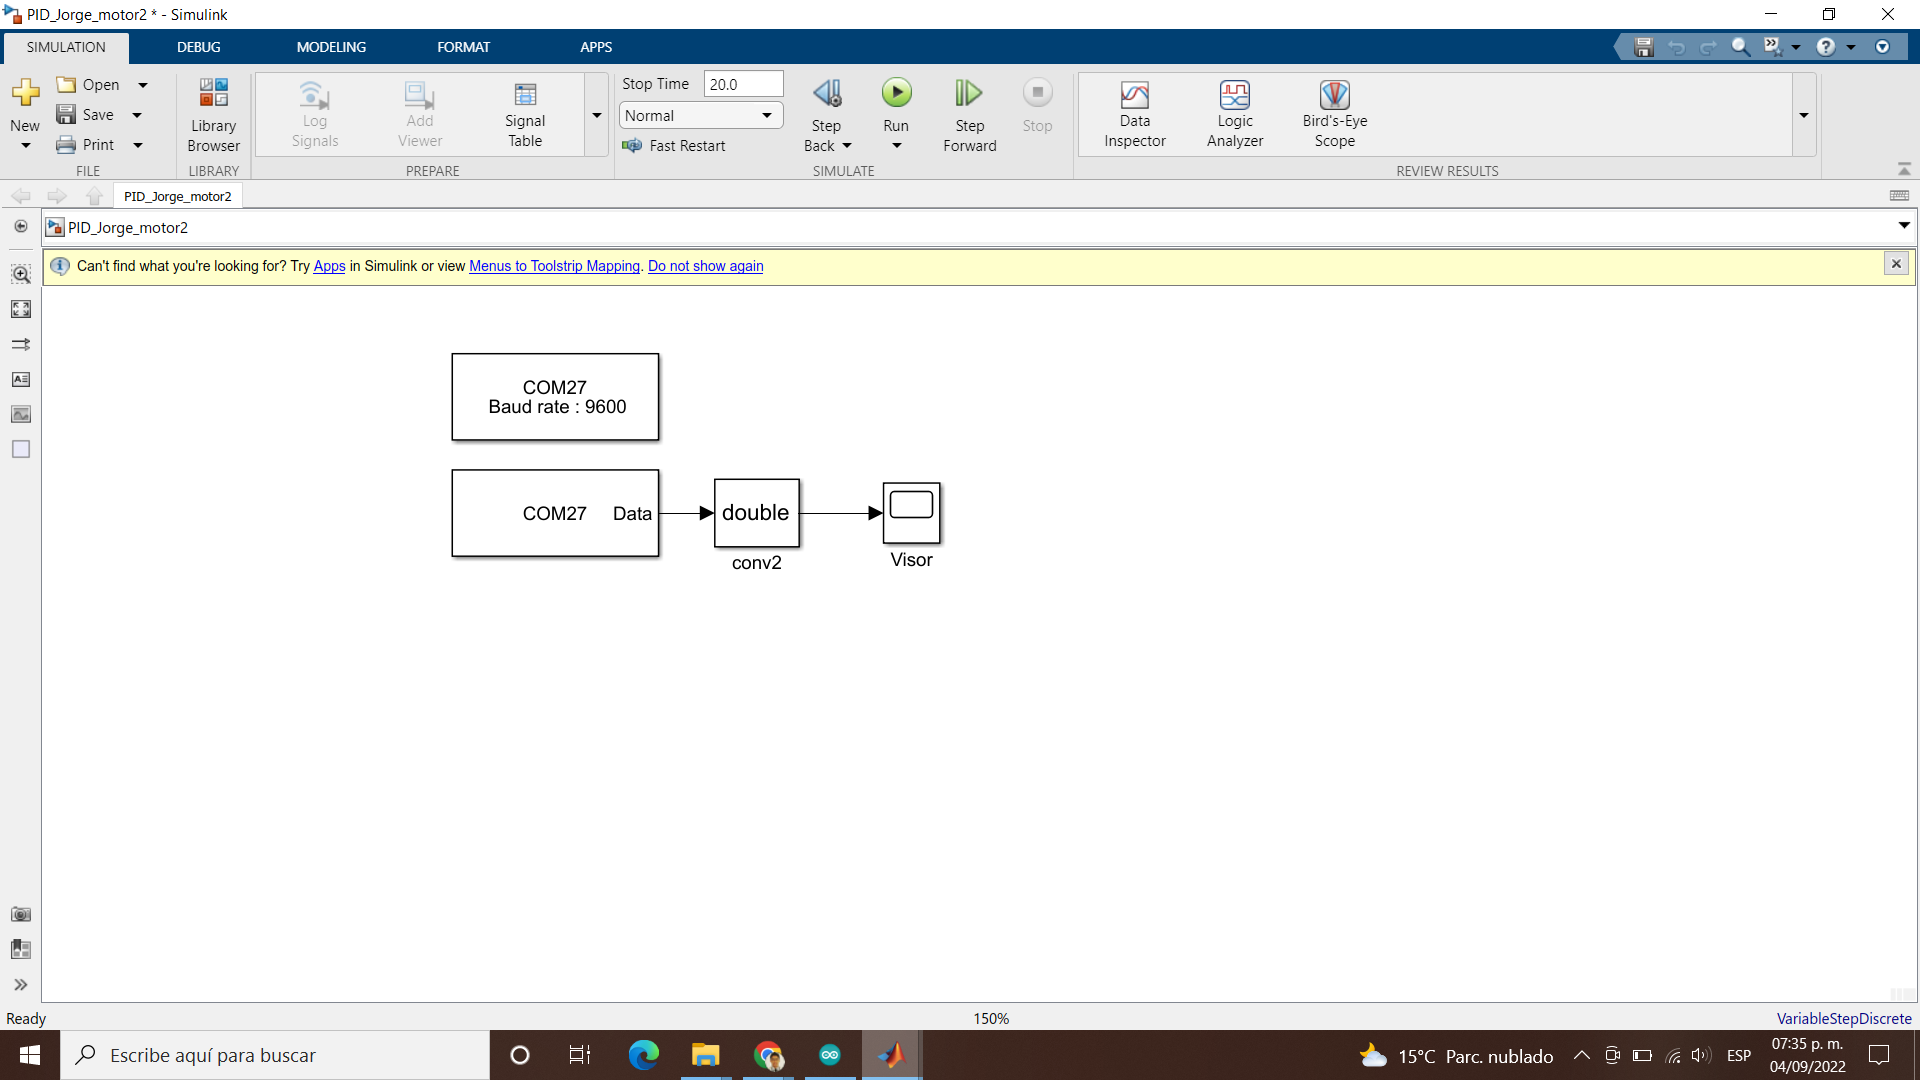 PID_Jorge_motor2 * - Simulink
SIMULATION DEBUG MODELING FORMAT APPS
New
Open
Save
Print
FILE
Library
Browser
LIBRARY
Log
Signals
Add
Viewer
Signal
Table
PREPARE
Stop Time 20.0
Normal
Fast Restart
Step
Back
Run
Step
Forward
Stop
SIMULATE
Data
Inspector
Logic
Analyzer
Bird's-Eye
Scope
REVIEW RESULTS
PID_Jorge_motor2
PID_Jorge_motor2
Can't find what you're looking for? Try Apps in Simulink or view Menus to Toolstrip Mapping. Do not show again
COM27
Baud rate : 9600
COM27 Data
double
conv2
Visor
Ready 150% VariableStepDiscrete
Escribe aquí para buscar
15°C Parc. nublado
ESP
07:35 p. m.
04/09/2022